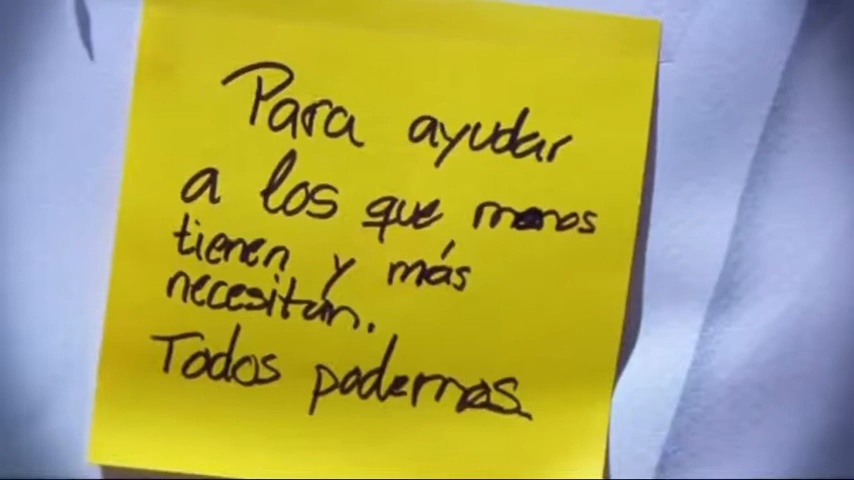 Para ayudar
a los que menos
tienen y más
necesitan.
Todos podemos